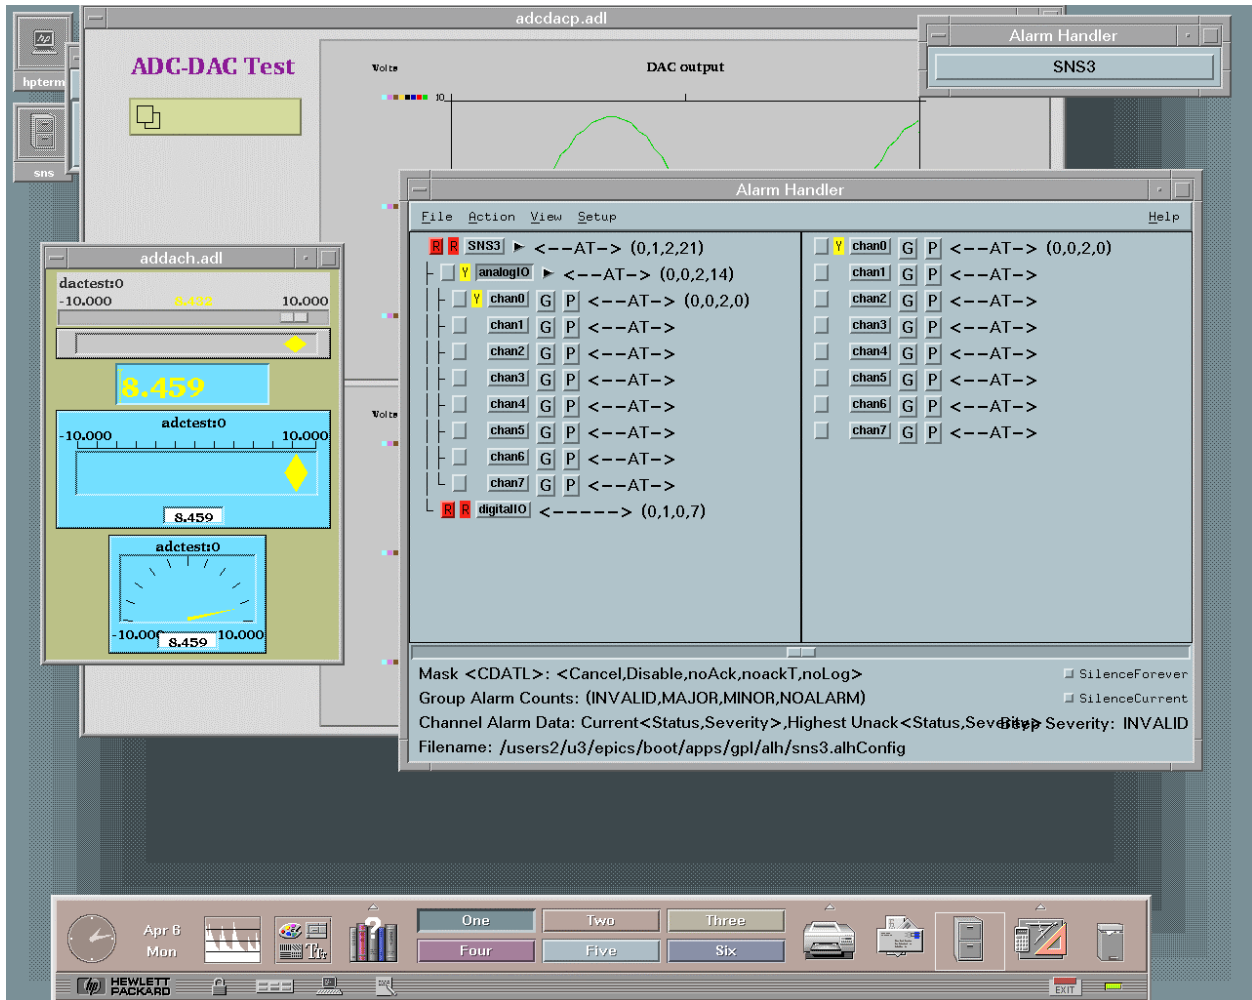 adcdacp.adl
Alarm Handler
SNS3
hpterm
sns
ADC-DAC Test
Volts
DAC output
10
Volts
Alarm Handler
File Action View Setup Help
R R SNS3 <--AT-> (0,1,2,21)
Y analogIO <--AT-> (0,0,2,14)
Y chan0 G P <--AT-> (0,0,2,0)
chan1 G P <--AT->
chan2 G P <--AT->
chan3 G P <--AT->
chan4 G P <--AT->
chan5 G P <--AT->
chan6 G P <--AT->
chan7 G P <--AT->
R R digitalIO <-----> (0,1,0,7)
Y chan0 G P <--AT-> (0,0,2,0)
chan1 G P <--AT->
chan2 G P <--AT->
chan3 G P <--AT->
chan4 G P <--AT->
chan5 G P <--AT->
chan6 G P <--AT->
chan7 G P <--AT->
Mask <CDATL>: <Cancel,Disable,noAck,noackT,noLog>
SilenceForever
Group Alarm Counts: (INVALID,MAJOR,MINOR,NOALARM)
SilenceCurrent
Channel Alarm Data: Current<Status,Severity>,Highest Unack<Status,Severity>
Beep Severity: INVALID
Filename: /users2/u3/epics/boot/apps/gpl/alh/sns3.alhConfig
addach.adl
dactest:0
-10.000 10.000
8.459
adctest:0
-10.000 10.000
8.459
adctest:0
-10.000 8.459 10.000
Apr 6
Mon
One Two Three
Four Five Six
hp HEWLETT
PACKARD
EXIT